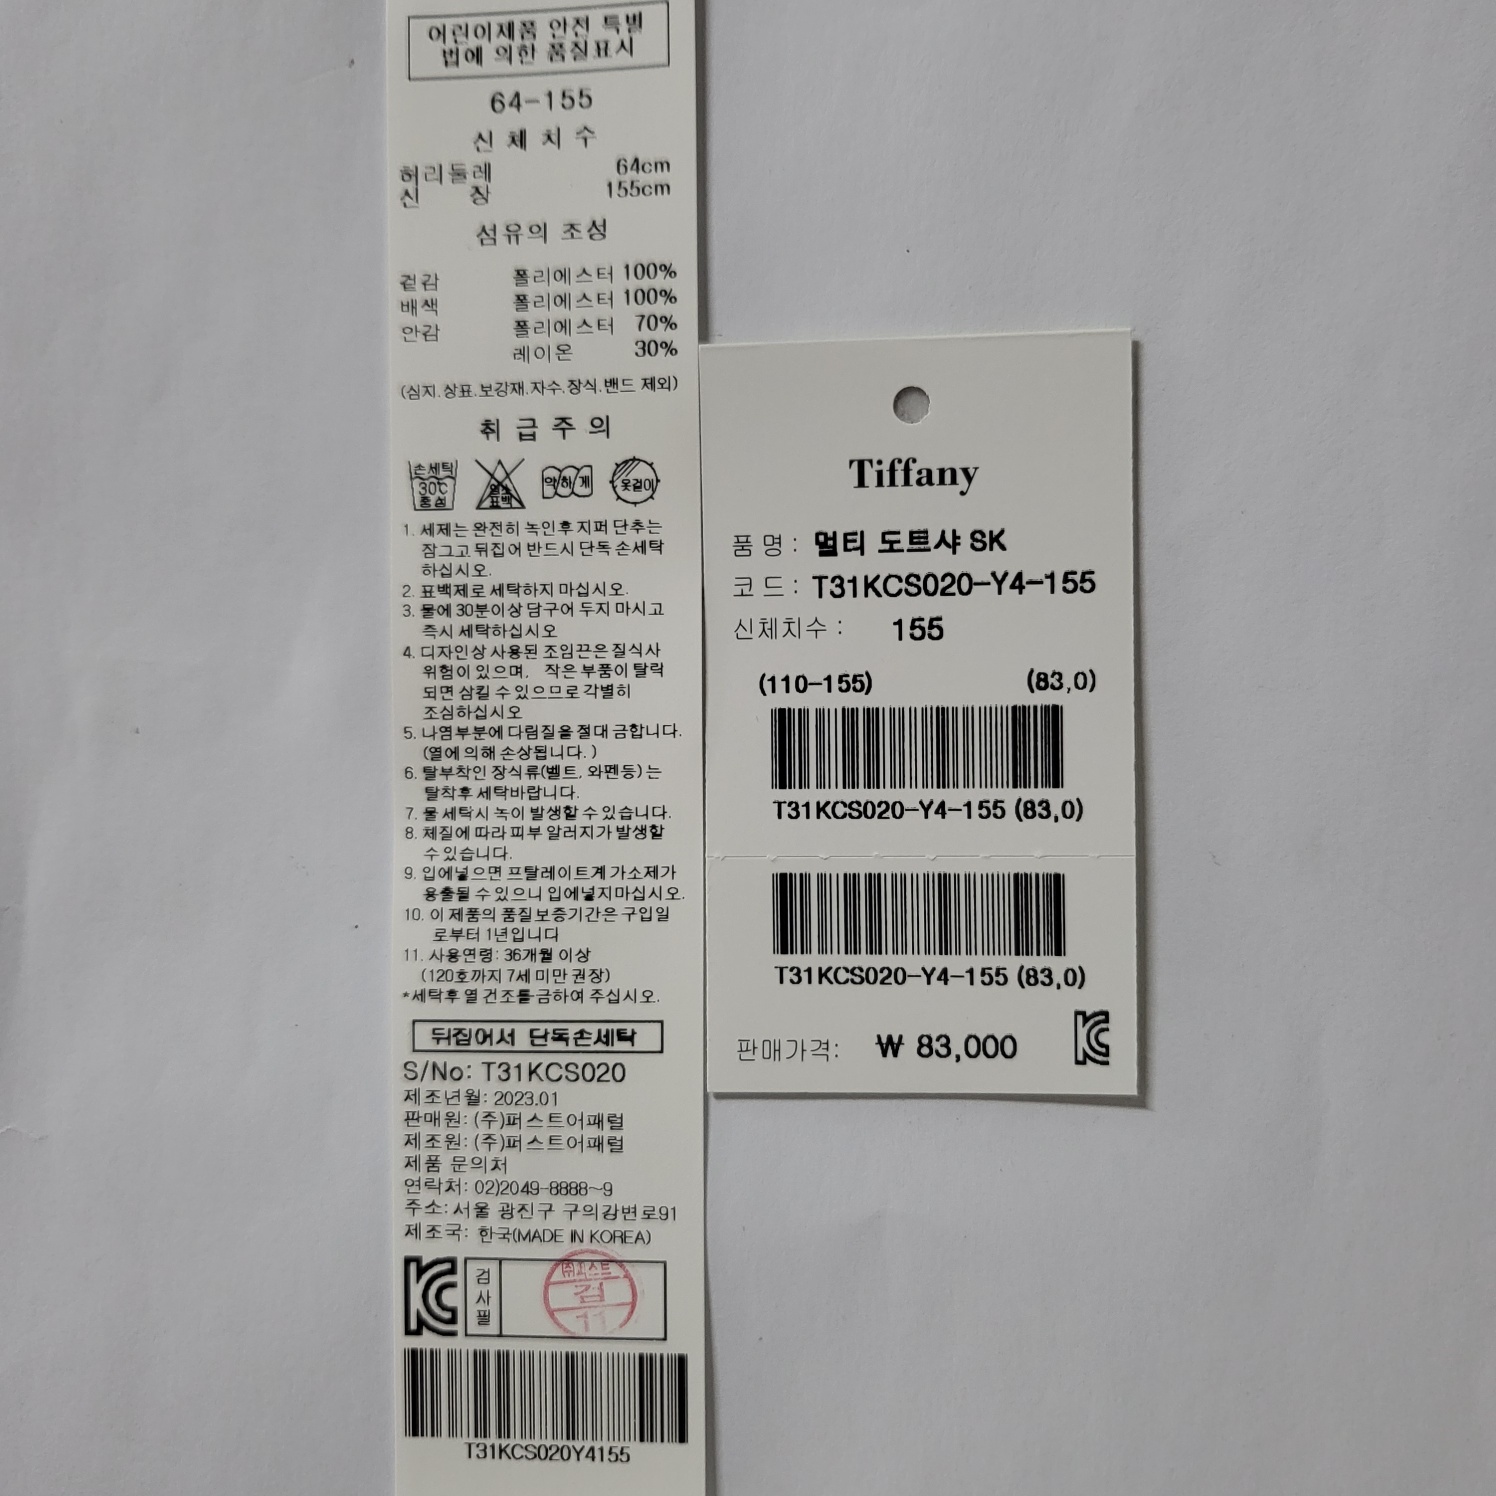 어린이제품 안전 특별
법에 의한 품질표시
64-155
신 체 치 수
허리둘레 64cm
신 장 155cm
섬유의 조성
겉감 폴리에스터 100%
배색 폴리에스터 100%
안감 폴리에스터 70%
레이온 30%
(심지.상표.보강재.자수.장식.밴드 제외)
취 급 주 의
손세탁 30℃ 중성
염소 표백
약하게
옷걸이
1. 세제는 완전히 녹인후 지퍼 단추는
잠그고 뒤집어 반드시 단독 손세탁
하십시오.
2. 표백제로 세탁하지 마십시오.
3. 물에 30분이상 담구어 두지 마시고
즉시 세탁하십시오
4. 디자인상 사용된 조임끈은 질식사
위험이 있으며, 작은 부품이 탈락
되면 삼킬 수 있으므로 각별히
조심하십시오
5. 나염부분에 다림질을 절대 금합니다.
(열에 의해 손상됩니다. )
6. 탈부착인 장식류(벨트, 와펜등) 는
탈착후 세탁바랍니다.
7. 물 세탁시 녹이 발생할 수 있습니다.
8. 체질에 따라 피부 알러지가 발생할
수 있습니다.
9. 입에넣으면 프탈레이트계 가소제가
용출될 수 있으니 입에넣지마십시오.
10. 이 제품의 품질보증기간은 구입일
로부터 1년입니디
11. 사용연령: 36개월 이상
(120호까지 7세 미만 권장)
*세탁후 열 건조를 금하여 주십시오.
뒤집어서 단독손세탁
S/No: T31KCS020
제조년월: 2023.01
판매원: (주)퍼스트어패럴
제조원: (주)퍼스트어패럴
제품 문의처
연락처: 02)2049-8888~9
주소: 서울 광진구 구의강변로91
제조국: 한국(MADE IN KOREA)
KC
검사필
㈜퍼스트
검
11
T31KCS020Y4155
Tiffany
품 명 : 멀티 도트샤 SK
코 드 : T31KCS020-Y4-155
신체치수 : 155
(110-155) (83,0)
T31KCS020-Y4-155 (83,0)
T31KCS020-Y4-155 (83,0)
판매가격: ₩ 83,000
KC